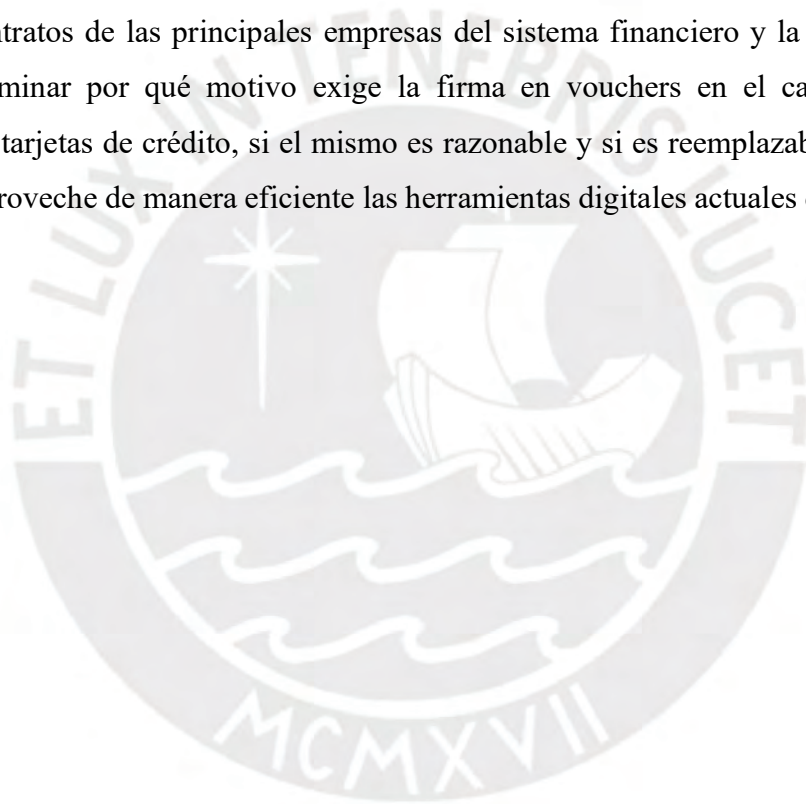 ntratos de las principales empresas del sistema financiero y la
minar por qué motivo exige la firma en vouchers en el ca
tarjetas de crédito, si el mismo es razonable y si es reemplazab
roveche de manera eficiente las herramientas digitales actuales
ET LUX IN TENEBRIS LUCET
MCMXVII